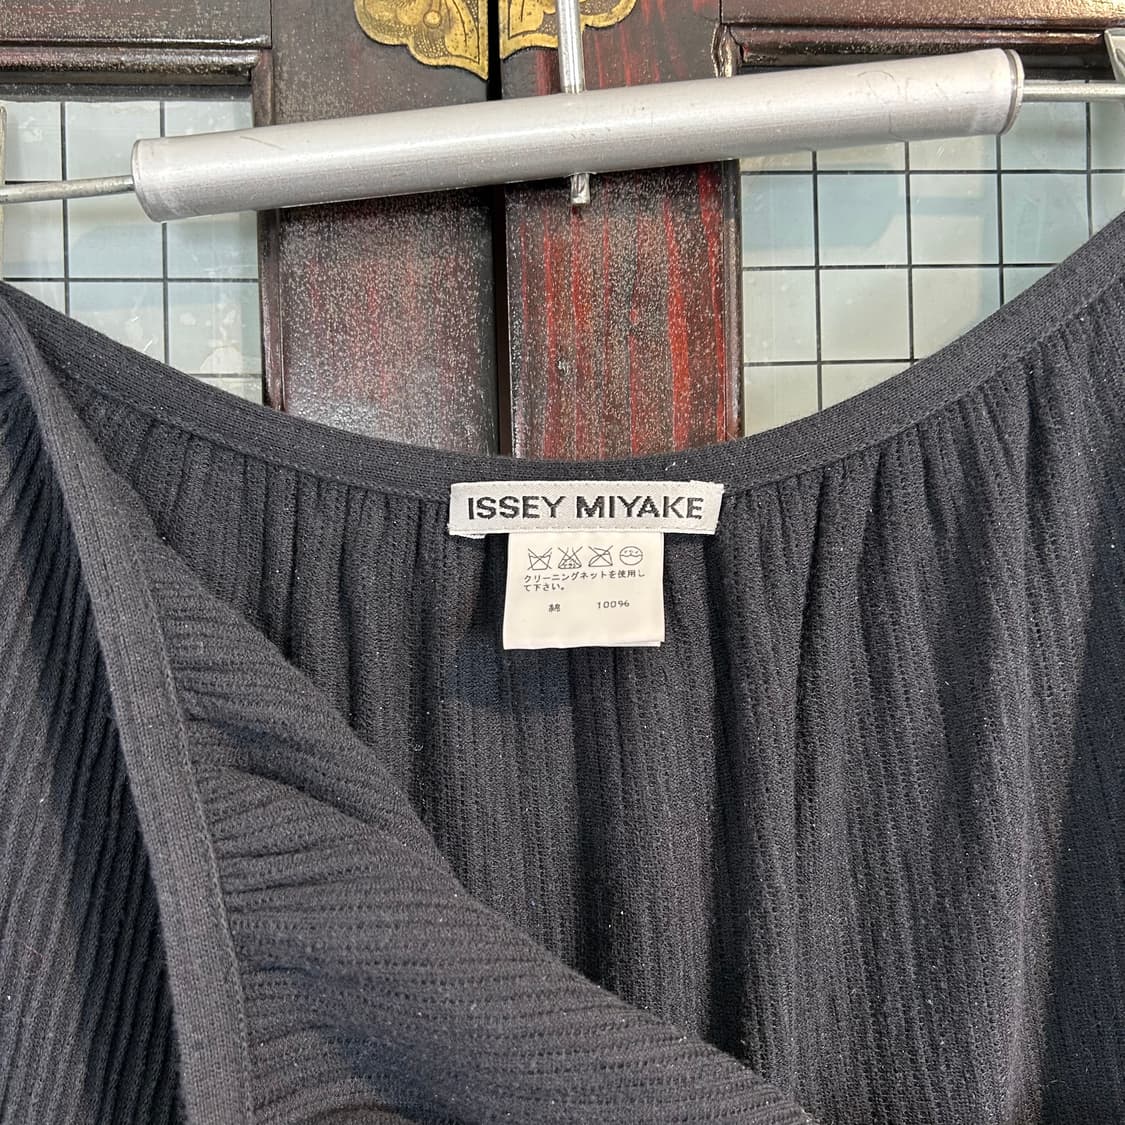 ISSEY MIYAKE
クリーニングネットを使用し
て下さい。
綿 100%